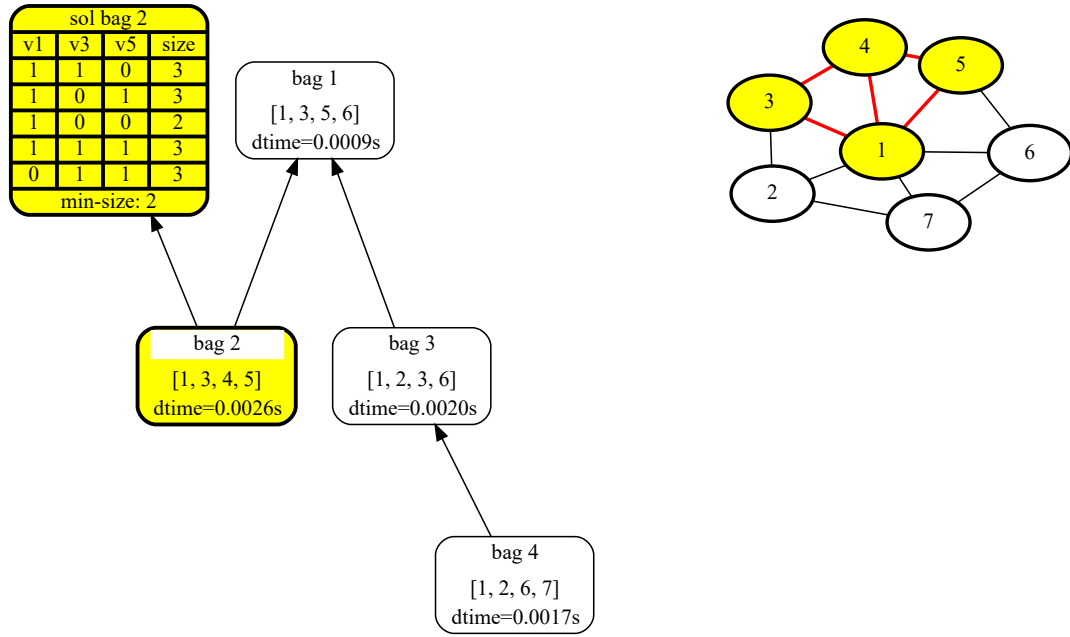 sol bag 2
v1 v3 v5 size
1 1 0 3
1 0 1 3
1 0 0 2
1 1 1 3
0 1 1 3
min-size: 2
bag 1
[1, 3, 5, 6]
dtime=0.0009s
bag 2
[1, 3, 4, 5]
dtime=0.0026s
bag 3
[1, 2, 3, 6]
dtime=0.0020s
bag 4
[1, 2, 6, 7]
dtime=0.0017s
4
5
3
1
6
2
7